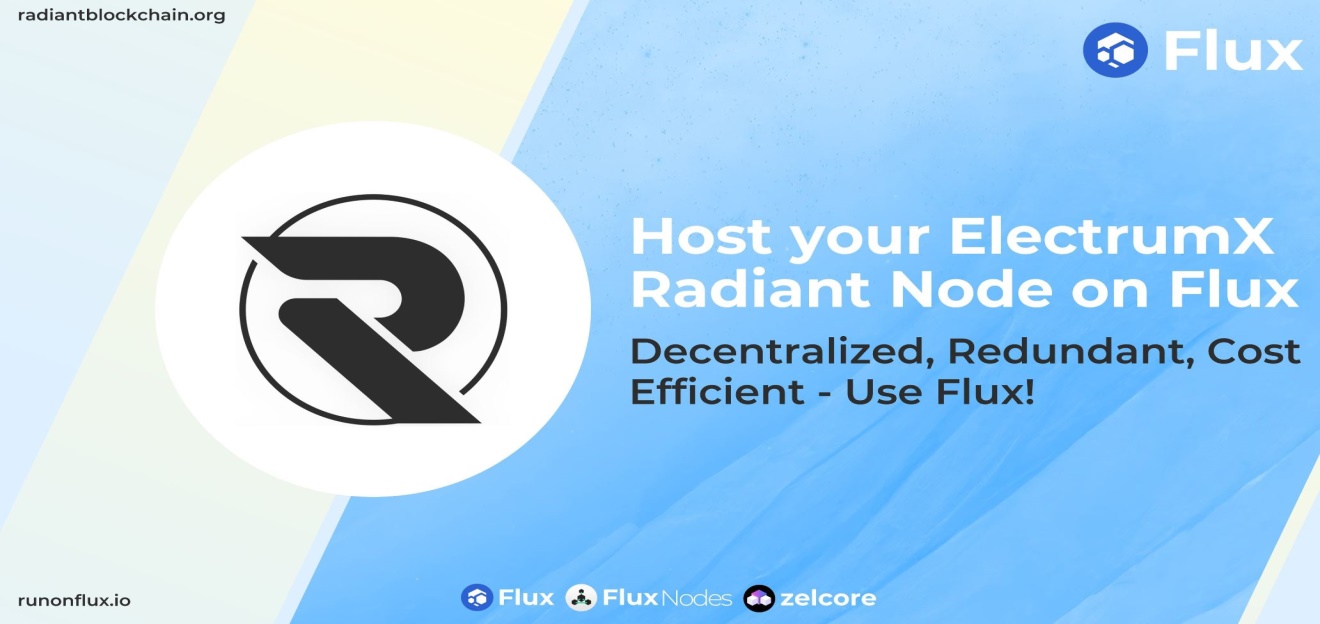 radiantblockchain.org
Flux
Host your ElectrumX
Radiant Node on Flux
Decentralized, Redundant, Cost
Efficient - Use Flux!
runonflux.io
Flux FluxNodes zelcore